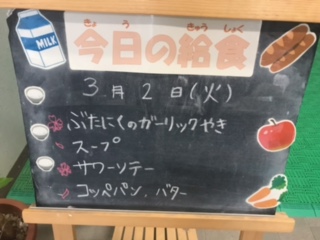 きょう きゅうしょく
今日の給食
MILK
3月2日(火)
ぶたにくのガーリックやき
スープ
サワーソテー
コッペパン、バター